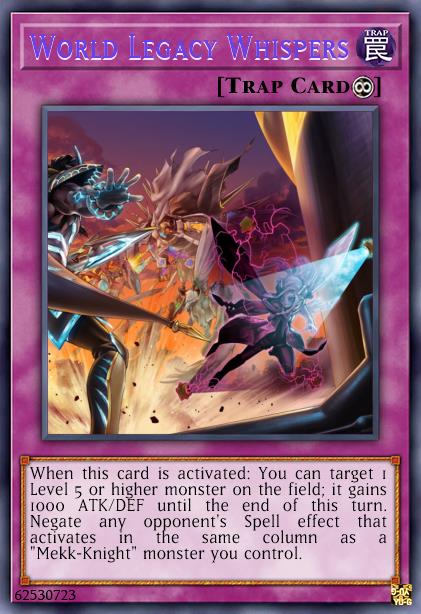 World Legacy Whispers
TRAP
罠
[Trap Card]
When this card is activated: You can target 1
Level 5 or higher monster on the field; it gains
1000 ATK/DEF until the end of this turn.
Negate any opponent's Spell effect that
activates in the same column as a
"Mekk-Knight" monster you control.
62530723